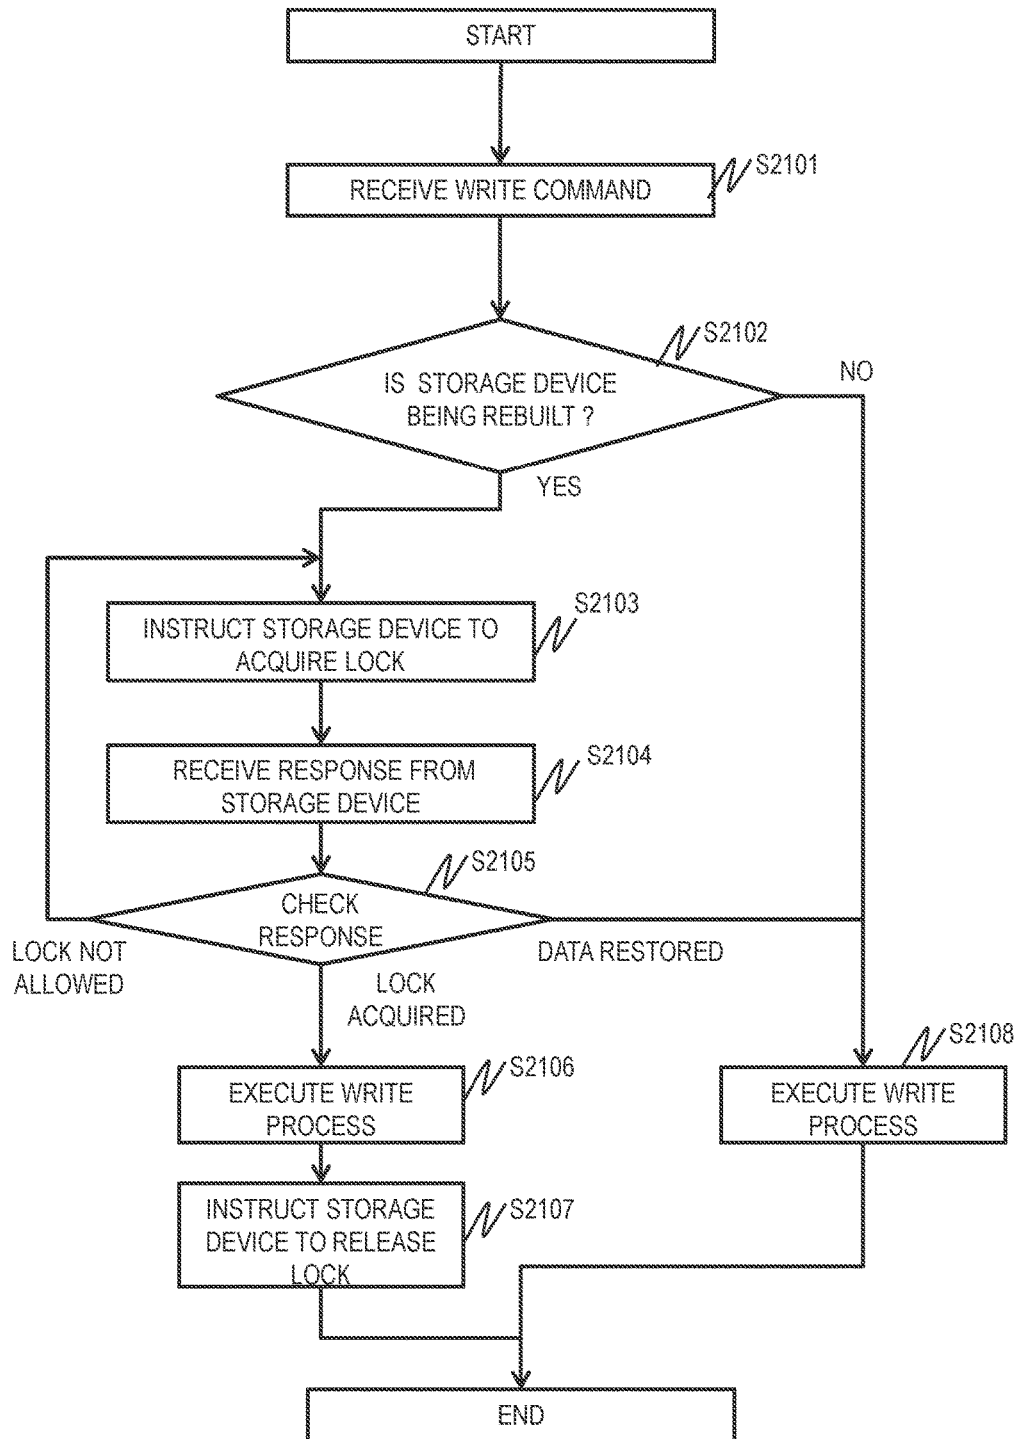 START
S2101
RECEIVE WRITE COMMAND
S2102
IS STORAGE DEVICE
BEING REBUILT ?
NO
YES
S2103
INSTRUCT STORAGE DEVICE TO
ACQUIRE LOCK
S2104
RECEIVE RESPONSE FROM
STORAGE DEVICE
S2105
CHECK
RESPONSE
LOCK NOT
ALLOWED
DATA RESTORED
LOCK
ACQUIRED
S2106
EXECUTE WRITE
PROCESS
S2108
EXECUTE WRITE
PROCESS
S2107
INSTRUCT STORAGE
DEVICE TO RELEASE
LOCK
END